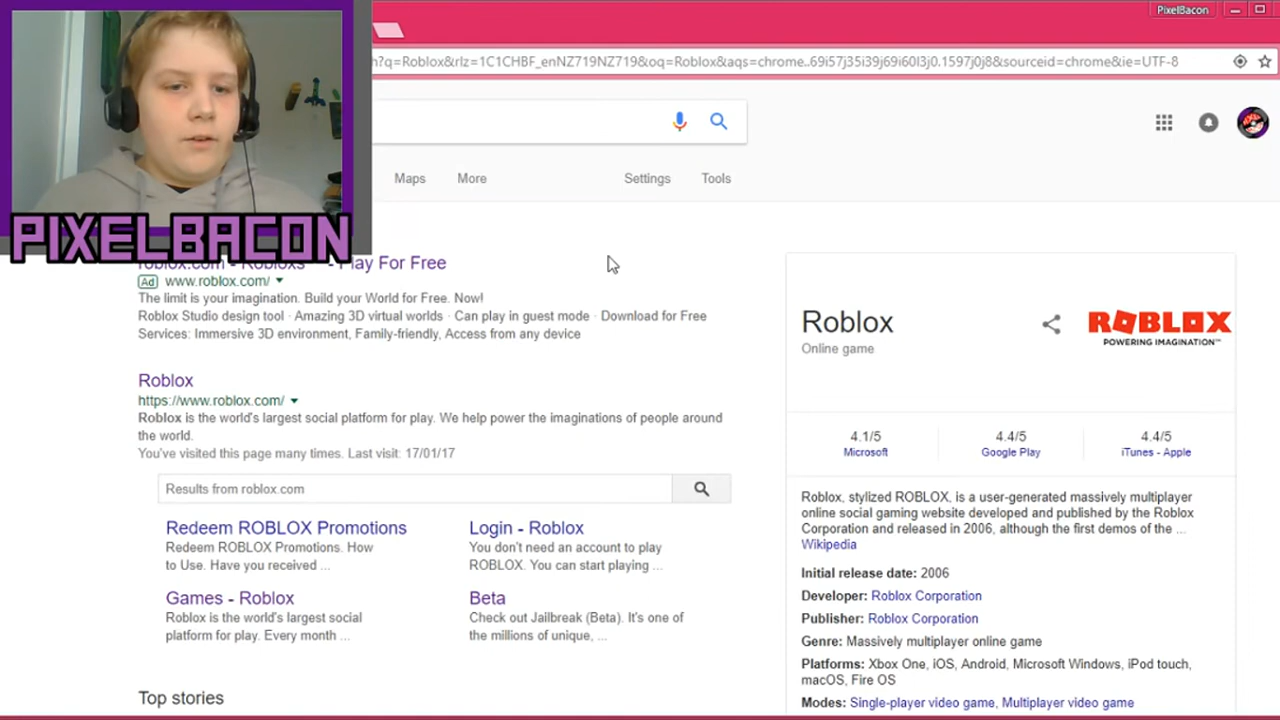 PixelBacon
h?q=Roblox&rlz=1C1CHBF_enNZ719NZ719&oq=Roblox&aqs=chrome..69i57j35i39j69i60l3j0.1597j0j8&sourceid=chrome&ie=UTF-8
Maps More Settings Tools
PIXELBACON
roblox.com - Robloxs - Play For Free
Ad www.roblox.com/
The limit is your imagination. Build your World for Free. Now!
Roblox Studio design tool · Amazing 3D virtual worlds · Can play in guest mode · Download for Free
Services: Immersive 3D environment, Family-friendly, Access from any device
Roblox
https://www.roblox.com/
Roblox is the world's largest social platform for play. We help power the imaginations of people around
the world.
You've visited this page many times. Last visit: 17/01/17
Results from roblox.com
Redeem ROBLOX Promotions
Redeem ROBLOX Promotions. How
to Use. Have you received ...
Login - Roblox
You don't need an account to play
ROBLOX. You can start playing ...
Games - Roblox
Roblox is the world's largest social
platform for play. Every month ...
Beta
Check out Jailbreak (Beta). It's one of
the millions of unique, ...
Top stories
Roblox
Online game
ROBLOX
POWERING IMAGINATION™
4.1/5 4.4/5 4.4/5
Microsoft Google Play iTunes - Apple
Roblox, stylized ROBLOX, is a user-generated massively multiplayer
online social gaming website developed and published by the Roblox
Corporation and released in 2006, although the first demos of the ...
Wikipedia
Initial release date: 2006
Developer: Roblox Corporation
Publisher: Roblox Corporation
Genre: Massively multiplayer online game
Platforms: Xbox One, iOS, Android, Microsoft Windows, iPod touch,
macOS, Fire OS
Modes: Single-player video game, Multiplayer video game